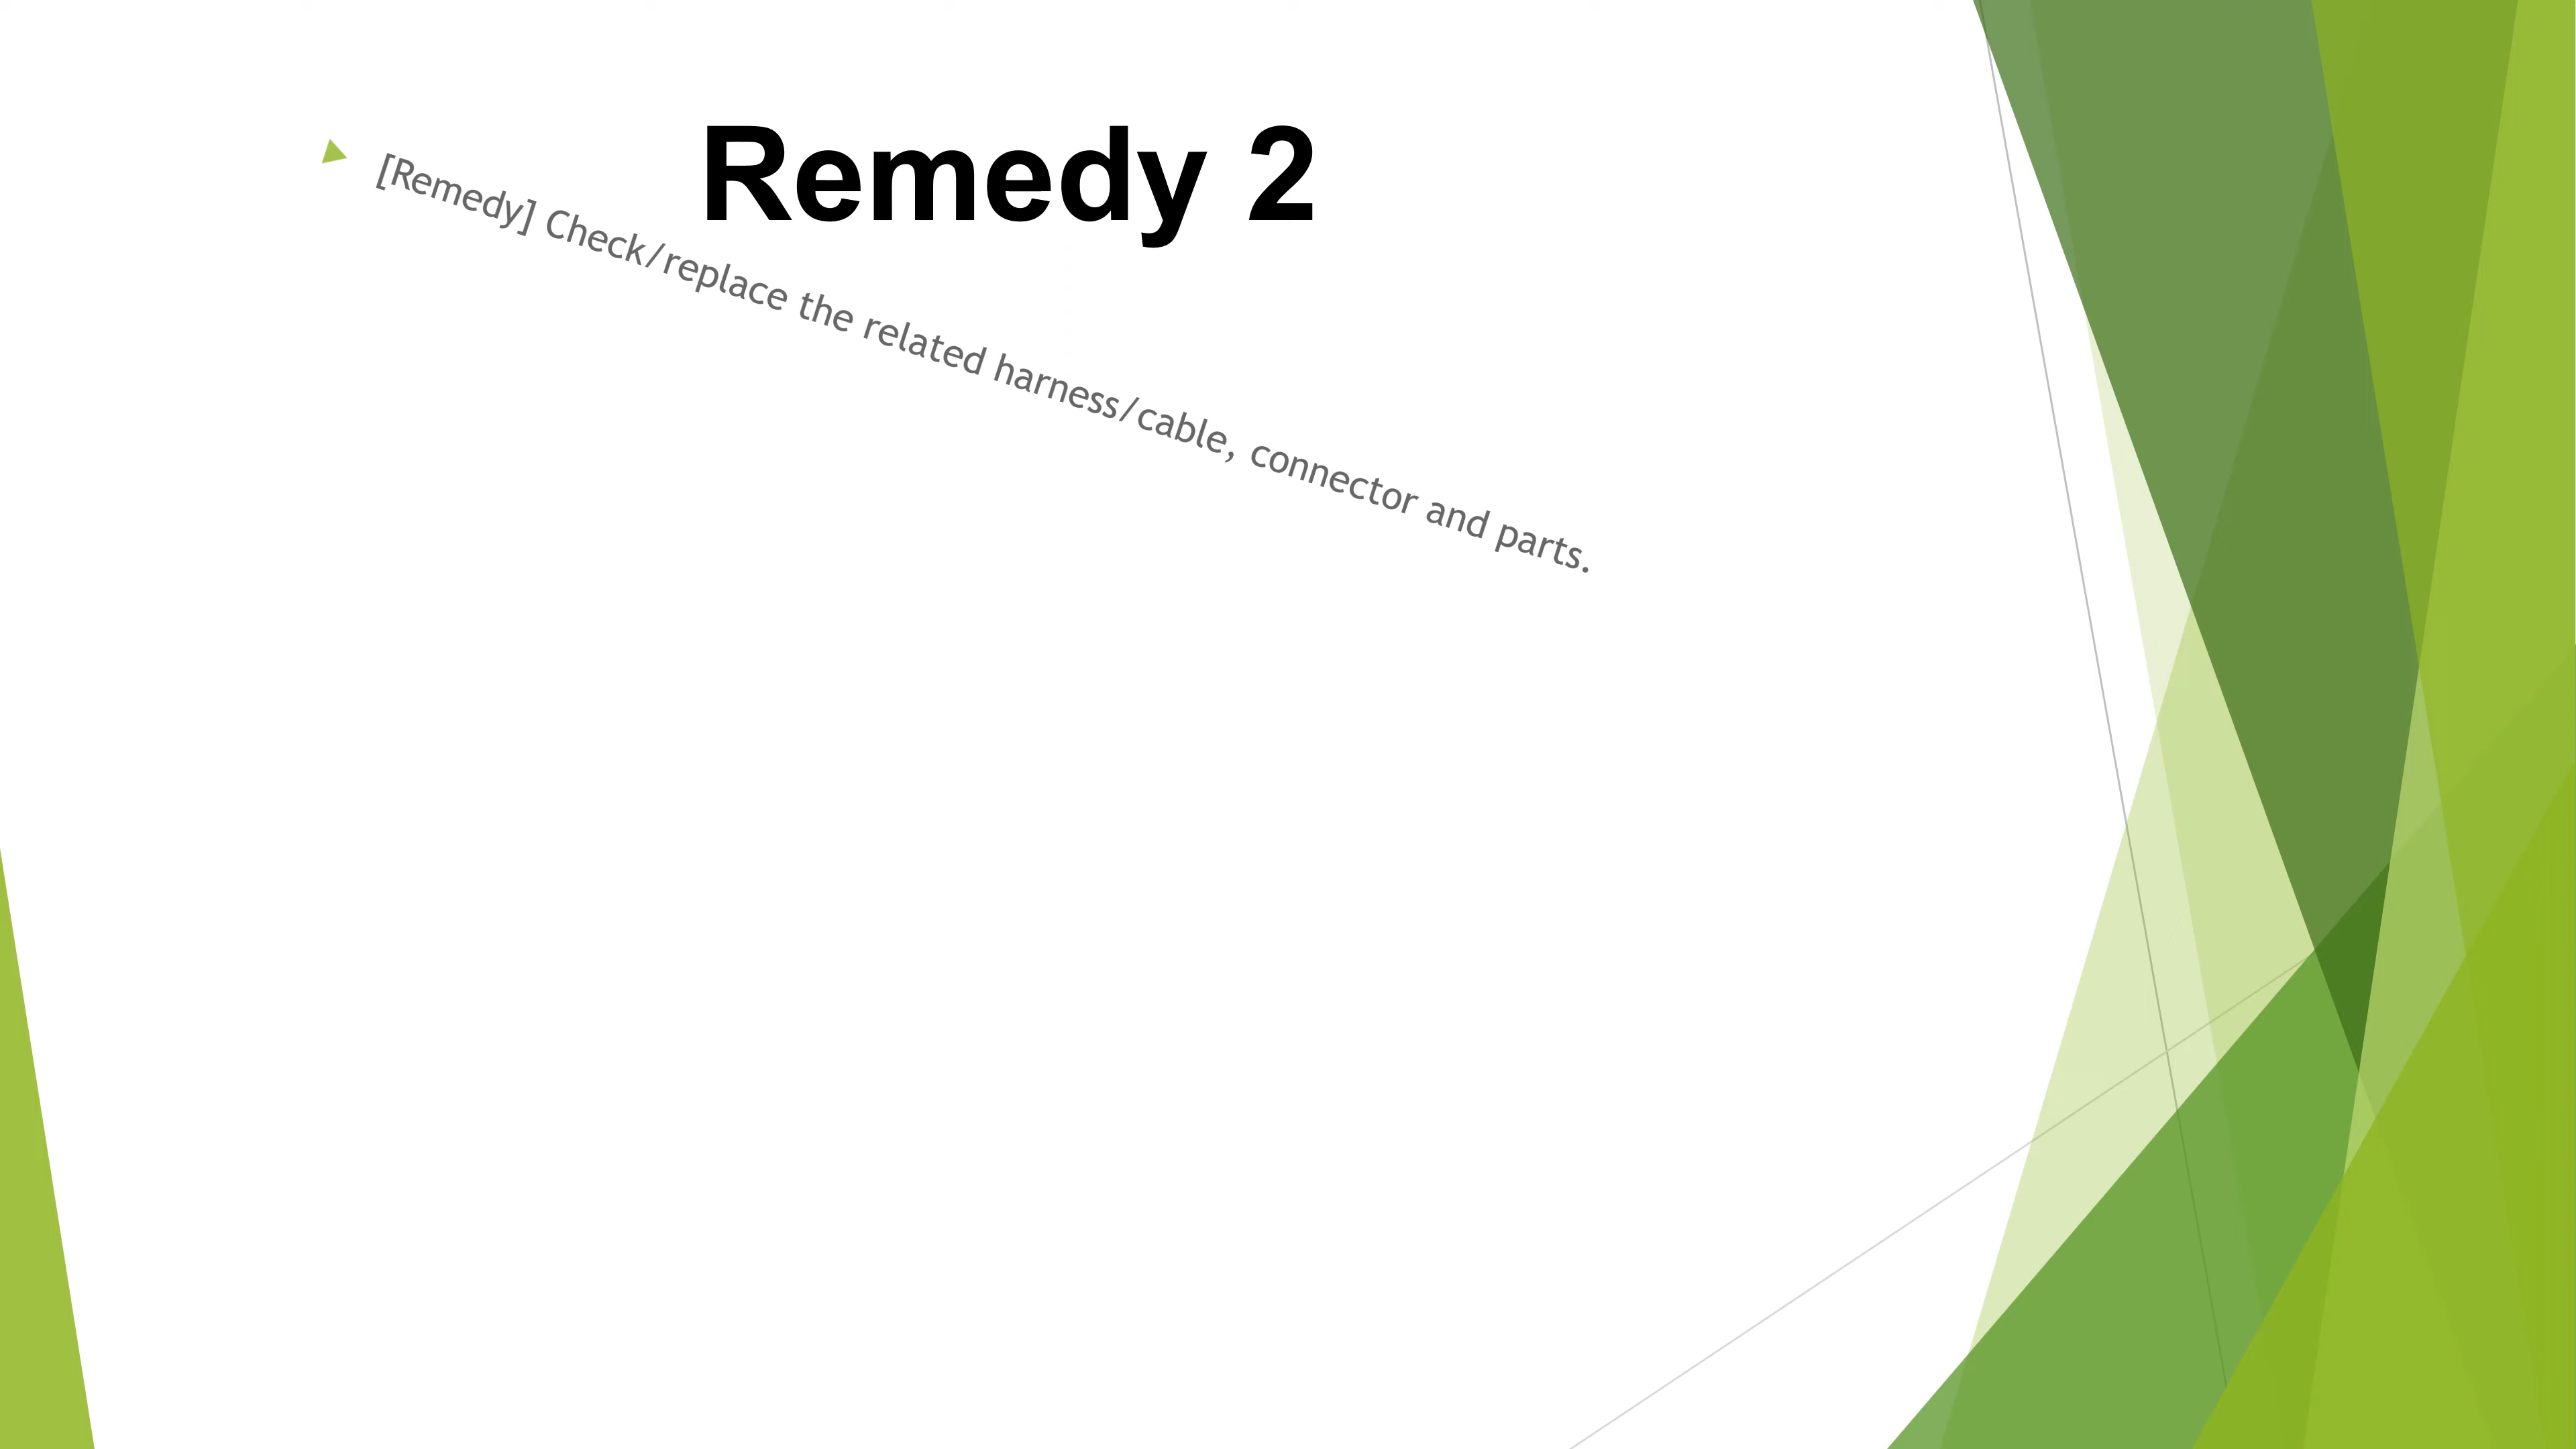 Remedy 2
[Remedy] Check/replace the related harness/cable, connector and parts.